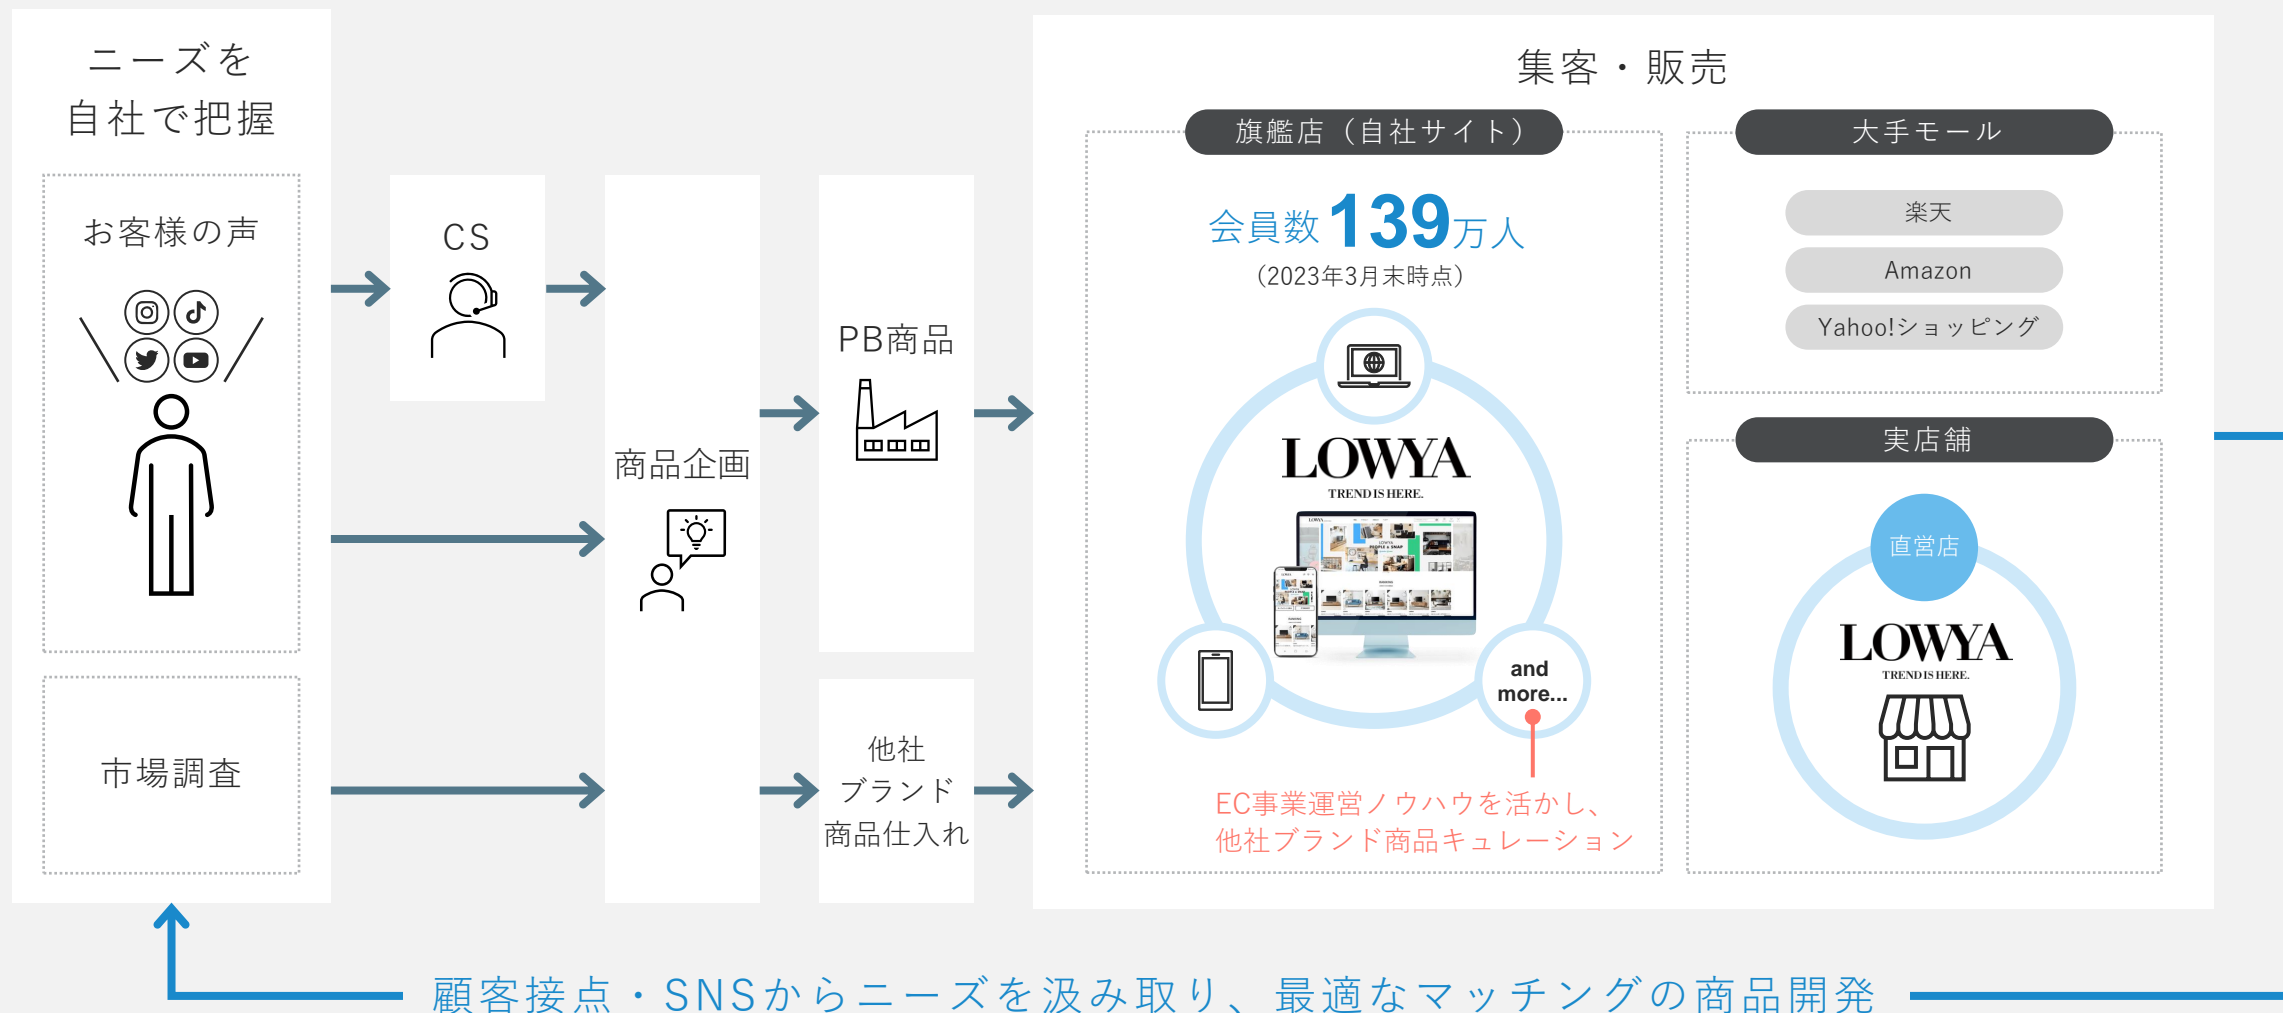 ニーズを
自社で把握
お客様の声
市場調査
CS
商品企画
PB商品
他社
ブランド
商品仕入れ
集客・販売
旗艦店（自社サイト）
会員数139万人
（2023年3月末時点）
LOWYA
TREND IS HERE.
and
more...
EC事業運営ノウハウを活かし、
他社ブランド商品キュレーション
大手モール
楽天
Amazon
Yahoo!ショッピング
実店舗
直営店
LOWYA
TREND IS HERE.
顧客接点・SNSからニーズを汲み取り、最適なマッチングの商品開発